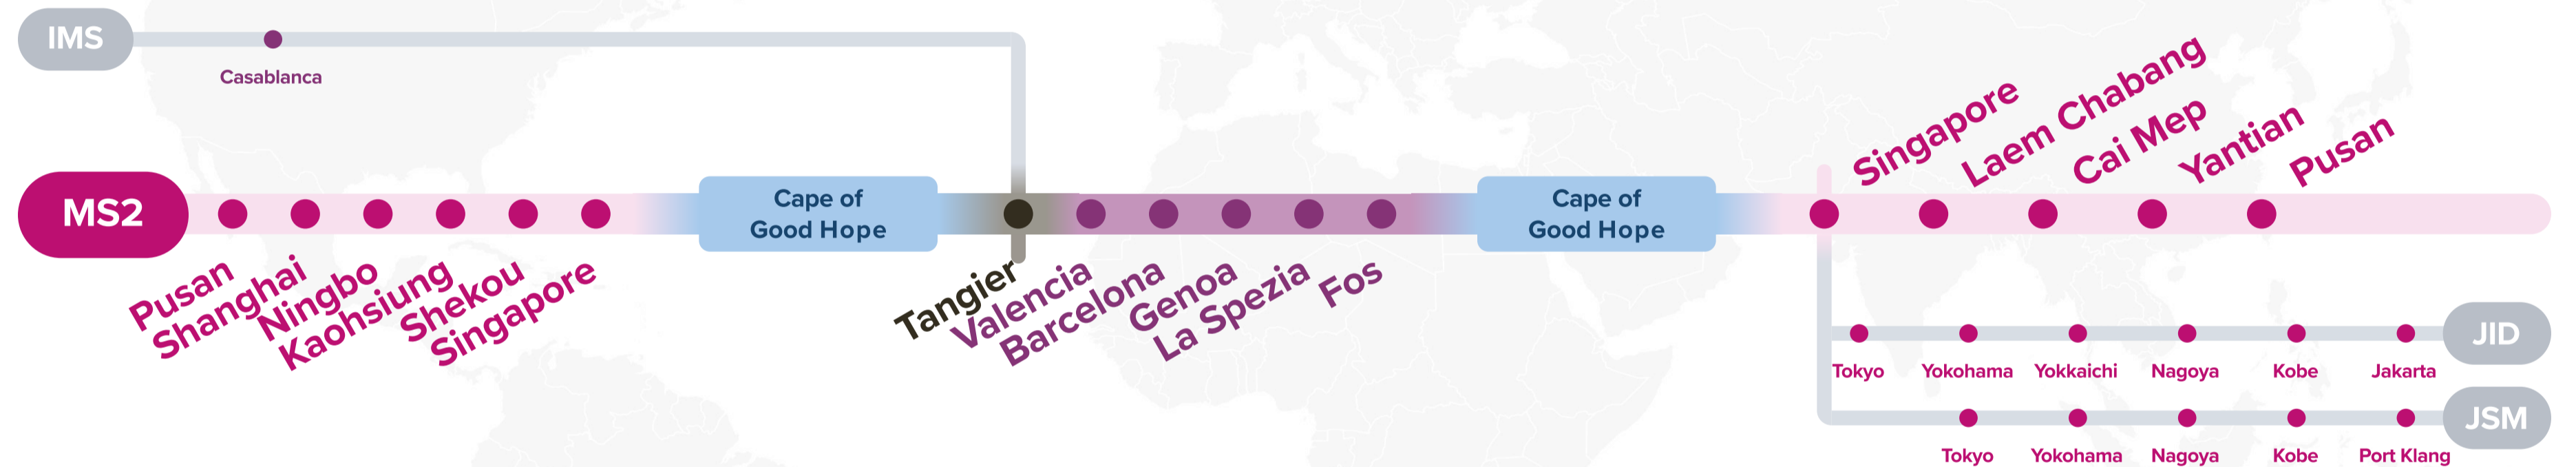 IMS
Casablanca
MS2
Pusan
Shanghai
Ningbo
Kaohsiung
Shekou
Singapore
Cape of
Good Hope
Tangier
Valencia
Barcelona
Genoa
La Spezia
Fos
Cape of
Good Hope
Singapore
Laem Chabang
Cai Mep
Yantian
Pusan
Tokyo
Yokohama
Yokkaichi
Nagoya
Kobe
Jakarta
JID
Tokyo
Yokohama
Nagoya
Kobe
Port Klang
JSM